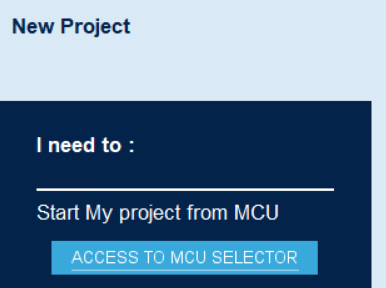 New Project
I need to :
Start My project from MCU
ACCESS TO MCU SELECTOR